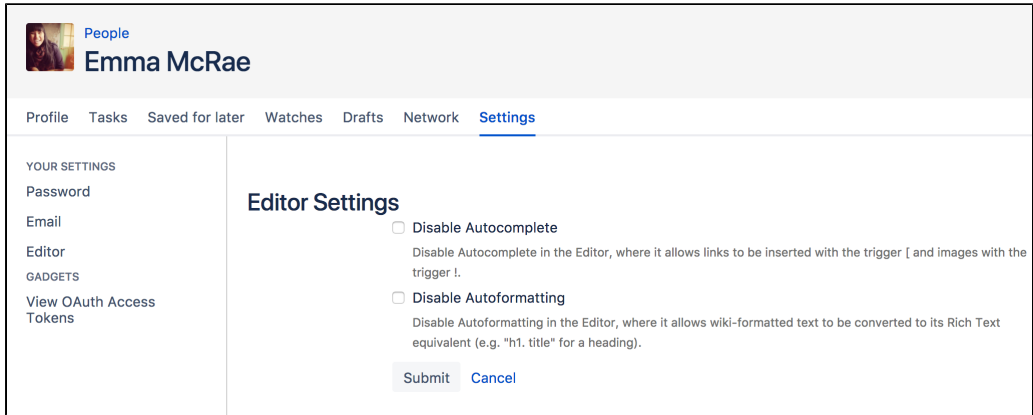 People
Emma McRae
Profile Tasks Saved for later Watches Drafts Network Settings
YOUR SETTINGS
Password
Email
Editor
GADGETS
View OAuth Access
Tokens
Editor Settings
Disable Autocomplete
Disable Autocomplete in the Editor, where it allows links to be inserted with the trigger [ and images with the
trigger !.
Disable Autoformatting
Disable Autoformatting in the Editor, where it allows wiki-formatted text to be converted to its Rich Text
equivalent (e.g. "h1. title" for a heading).
Submit Cancel